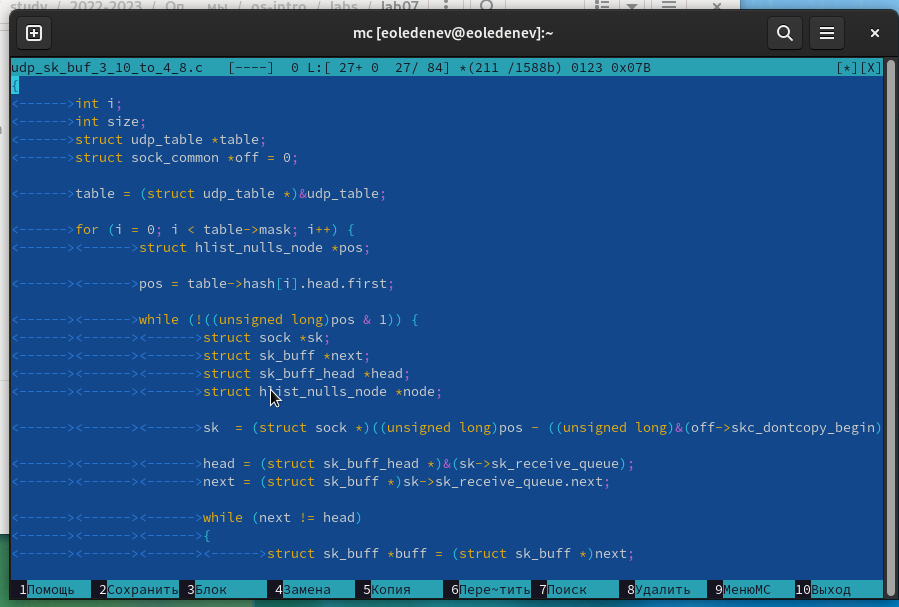 study / 2022-2023 / Оп... мы / os-intro / labs / lab07
mc [eoledenev@eoledenev]:~
udp_sk_buf_3_10_to_4_8.c   [----]  0 L:[ 27+ 0  27/ 84] *(211 /1588b) 0123 0x07B                       [*][X]
{
<------>int i;
<------>int size;
<------>struct udp_table *table;
<------>struct sock_common *off = 0;
<------>table = (struct udp_table *)&udp_table;
<------>for (i = 0; i < table->mask; i++) {
<------><------>struct hlist_nulls_node *pos;
<------><------>pos = table->hash[i].head.first;
<------><------>while (!((unsigned long)pos & 1)) {
<------><------><------>struct sock *sk;
<------><------><------>struct sk_buff *next;
<------><------><------>struct sk_buff_head *head;
<------><------><------>struct hlist_nulls_node *node;
<------><------><------>sk  = (struct sock *)((unsigned long)pos - ((unsigned long)&(off->skc_dontcopy_begin)
<------><------><------>head = (struct sk_buff_head *)&(sk->sk_receive_queue);
<------><------><------>next = (struct sk_buff *)sk->sk_receive_queue.next;
<------><------><------>while (next != head)
<------><------><------>{
<------><------><------><------>struct sk_buff *buff = (struct sk_buff *)next;
1Помощь  2Сохранить 3Блок  4Замена  5Копия  6Пере~тить 7Поиск  8Удалить  9МенюMC  10Выход